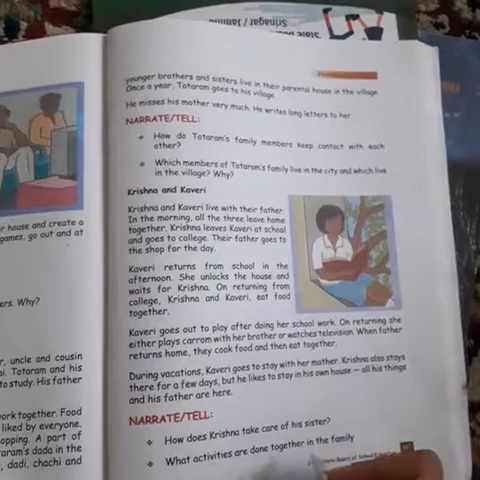 Srinagar / Jammu
State
r house and create a
games, go out and at
ers. Why?
r, uncle and cousin
ai. Totaram and his
to study. His father
work together. Food
liked by everyone.
opping. A part of
aram's dada in the
, dadi, chachi and
younger brothers and sisters live in their parental house in the village.
Once a year, Totaram goes to his village.
He misses his mother very much. He writes long letters to her
NARRATE/TELL:
How do Totaram's family members keep contact with each
other?
Which members of Totaram's family live in the city and which live
in the village? Why?
Krishna and Kaveri
Krishna and Kaveri live with their father.
In the morning, all the three leave home
together. Krishna leaves Kaveri at school
and goes to college. Their father goes to
the shop for the day.
Kaveri returns from school in the
afternoon. She unlocks the house and
waits for Krishna. On returning from
college, Krishna and Kaveri, eat food
together.
Kaveri goes out to play after doing her school work. On returning she
either plays carrom with her brother or watches television. When father
returns home, they cook food and then eat together.
During vacations, Kaveri goes to stay with her mother. Krishna also stays
there for a few days, but he likes to stay in his own house – all his things
and his father are here.
NARRATE/TELL:
How does Krishna take care of his sister?
What activities are done together in the family
Board of School